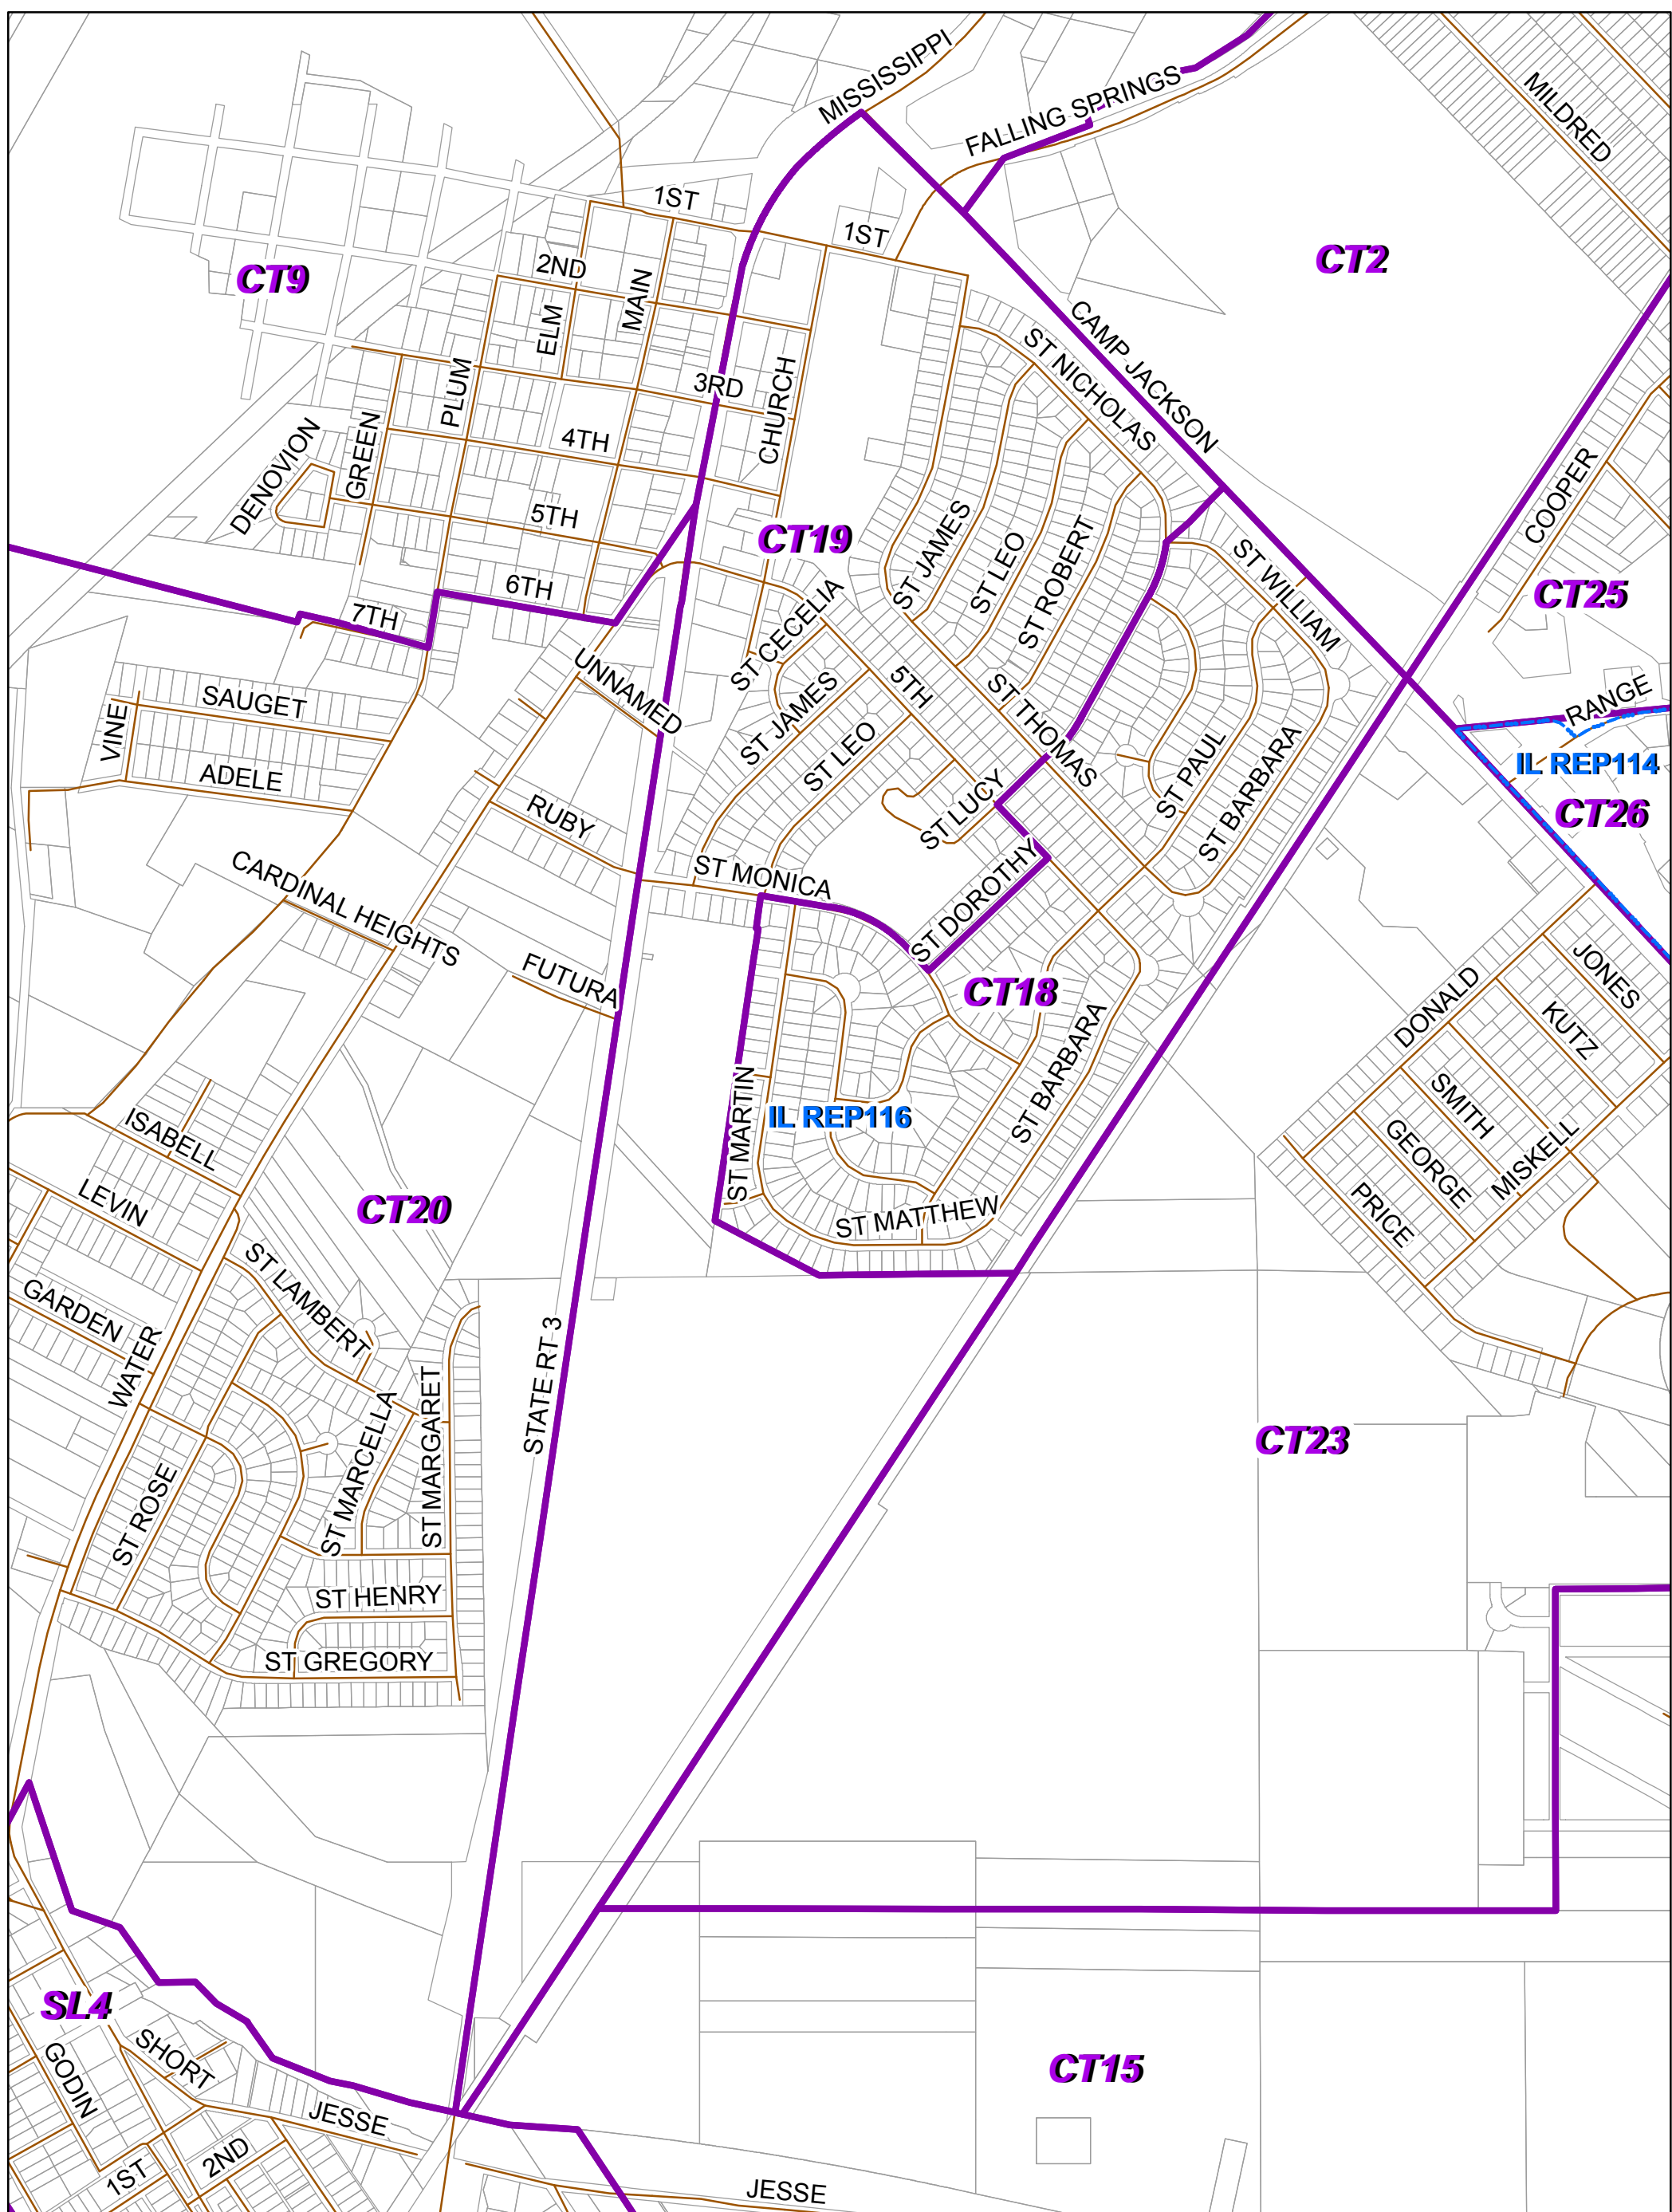 MISSISSIPPI
FALLING SPRINGS
MILDRED
1ST
1ST
CT2
CT9
2ND
MAIN
ELM
CAMP JACKSON
ST NICHOLAS
PLUM
3RD
CHURCH
4TH
GREEN
DENOVION
COOPER
5TH
CT19
ST JAMES
ST LEO
ST ROBERT
ST WILLIAM
CT25
6TH
7TH
ST CECELIA
UNNAMED
5TH
SAUGET
VINE
ST JAMES
ST THOMAS
RANGE
ADELE
ST LEO
ST PAUL
ST BARBARA
IL REP114
CT26
RUBY
ST LUCY
ST MONICA
CARDINAL HEIGHTS
ST DOROTHY
FUTURA
CT18
DONALD
JONES
KUTZ
ST BARBARA
SMITH
ST MARTIN
IL REP116
ISABELL
GEORGE
MISKELL
LEVIN
CT20
PRICE
ST MATTHEW
ST LAMBERT
GARDEN
WATER
STATE RT 3
ST MARCELLA
ST MARGARET
CT23
ST ROSE
ST HENRY
ST GREGORY
SL4
SHORT
GODIN
CT15
JESSE
2ND
1ST
JESSE